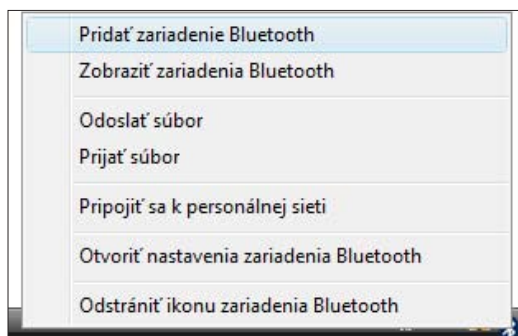 Pridať zariadenie Bluetooth
Zobraziť zariadenia Bluetooth
Odoslať súbor
Prijať súbor
Pripojiť sa k personálnej sieti
Otvoriť nastavenia zariadenia Bluetooth
Odstrániť ikonu zariadenia Bluetooth